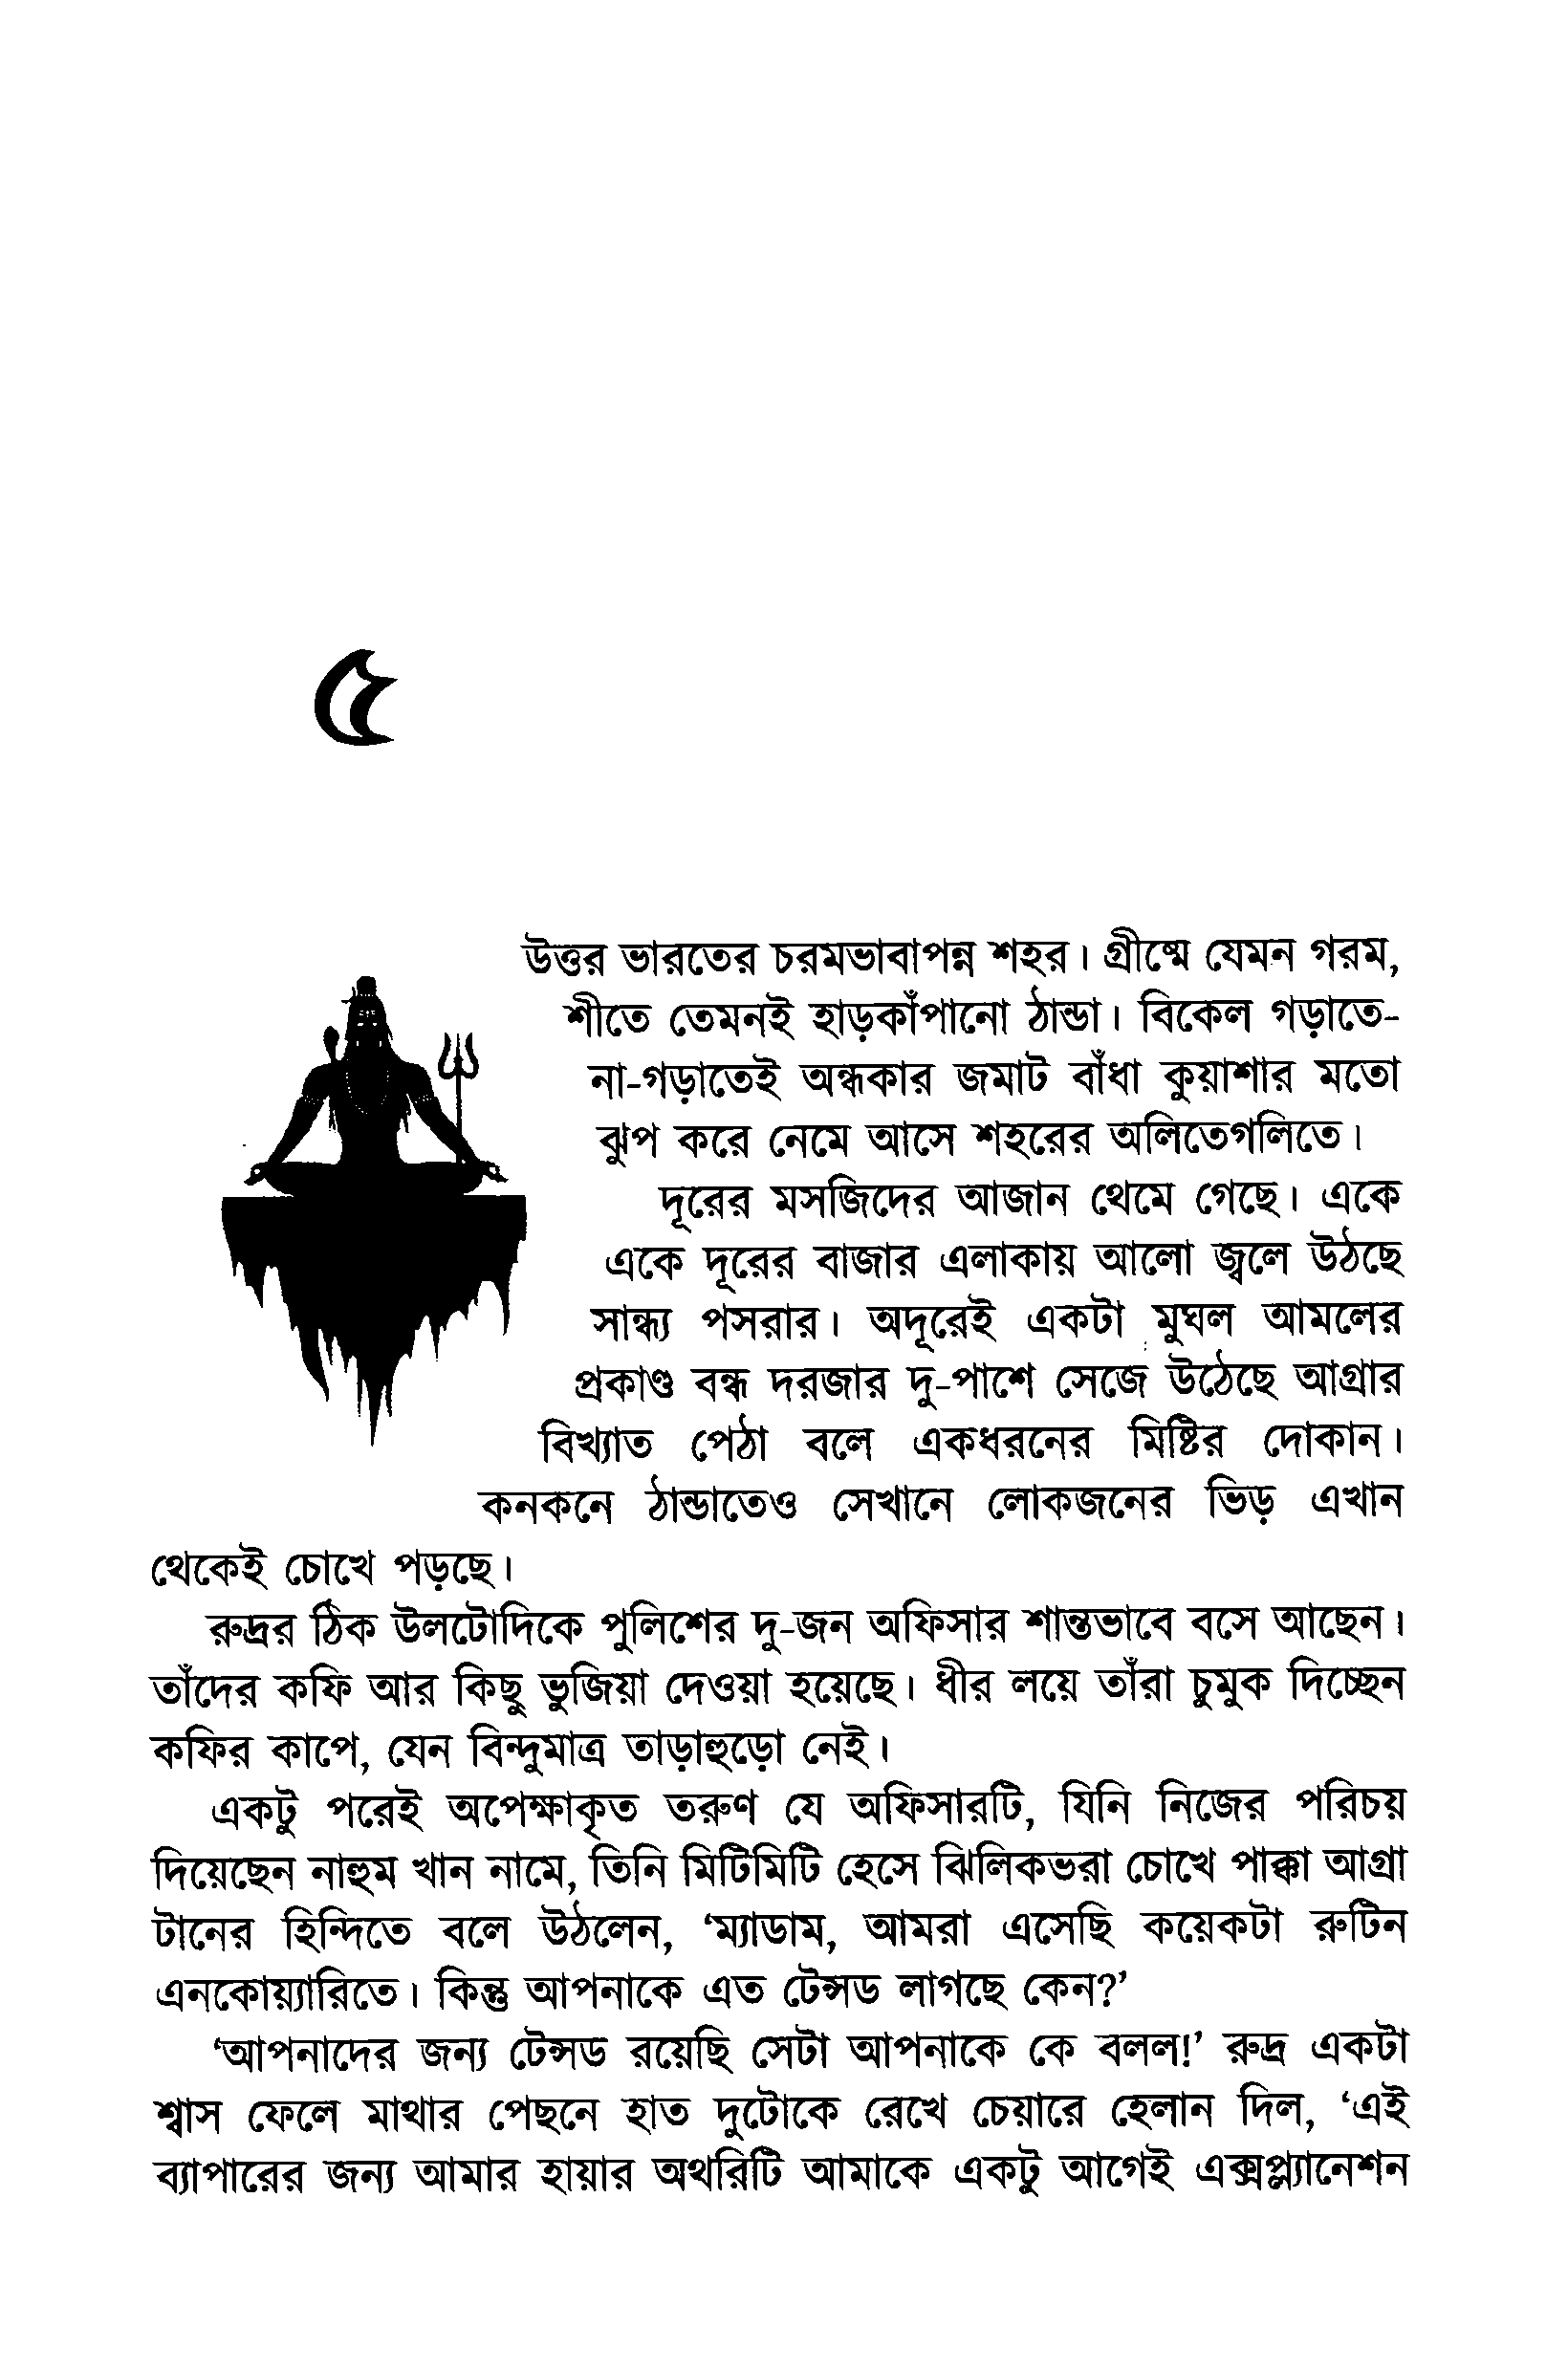 ৫
উত্তর ভারতের চরমভাবাপন্ন শহর। গ্রীষ্মে যেমন গরম,
শীতে তেমনই হাড়কাঁপানো ঠান্ডা। বিকেল গড়াতে-
না-গড়াতেই অন্ধকার জমাট বাঁধা কুয়াশার মতো
ঝুপ করে নেমে আসে শহরের অলিতেগলিতে।
দূরের মসজিদের আজান থেমে গেছে। একে
একে দূরের বাজার এলাকায় আলো জ্বলে উঠছে
সান্ধ্য পসরার। অদূরেই একটা মুঘল আমলের
প্রকাণ্ড বন্ধ দরজার দু-পাশে সেজে উঠেছে আগ্রার
বিখ্যাত পেঠা বলে একধরনের মিষ্টির দোকান।
কনকনে ঠান্ডাতেও সেখানে লোকজনের ভিড় এখান
থেকেই চোখে পড়ছে।
রুদ্রর ঠিক উলটোদিকে পুলিশের দু-জন অফিসার শান্তভাবে বসে আছেন।
তাঁদের কফি আর কিছু ভুজিয়া দেওয়া হয়েছে। ধীর লয়ে তাঁরা চুমুক দিচ্ছেন
কফির কাপে, যেন বিন্দুমাত্র তাড়াহুড়ো নেই।
একটু পরেই অপেক্ষাকৃত তরুণ যে অফিসারটি, যিনি নিজের পরিচয়
দিয়েছেন নাহুম খান নামে, তিনি মিটিমিটি হেসে ঝিলিকভরা চোখে পাক্কা আগ্রা
টানের হিন্দিতে বলে উঠলেন, ‘ম্যাডাম, আমরা এসেছি কয়েকটা রুটিন
এনকোয়্যারিতে। কিন্তু আপনাকে এত টেন্সড লাগছে কেন?’
‘আপনাদের জন্য টেন্সড রয়েছি সেটা আপনাকে কে বলল!’ রুদ্র একটা
শ্বাস ফেলে মাথার পেছনে হাত দুটোকে রেখে চেয়ারে হেলান দিল, ‘এই
ব্যাপারের জন্য আমার হায়ার অথরিটি আমাকে একটু আগেই এক্সপ্ল্যানেশন